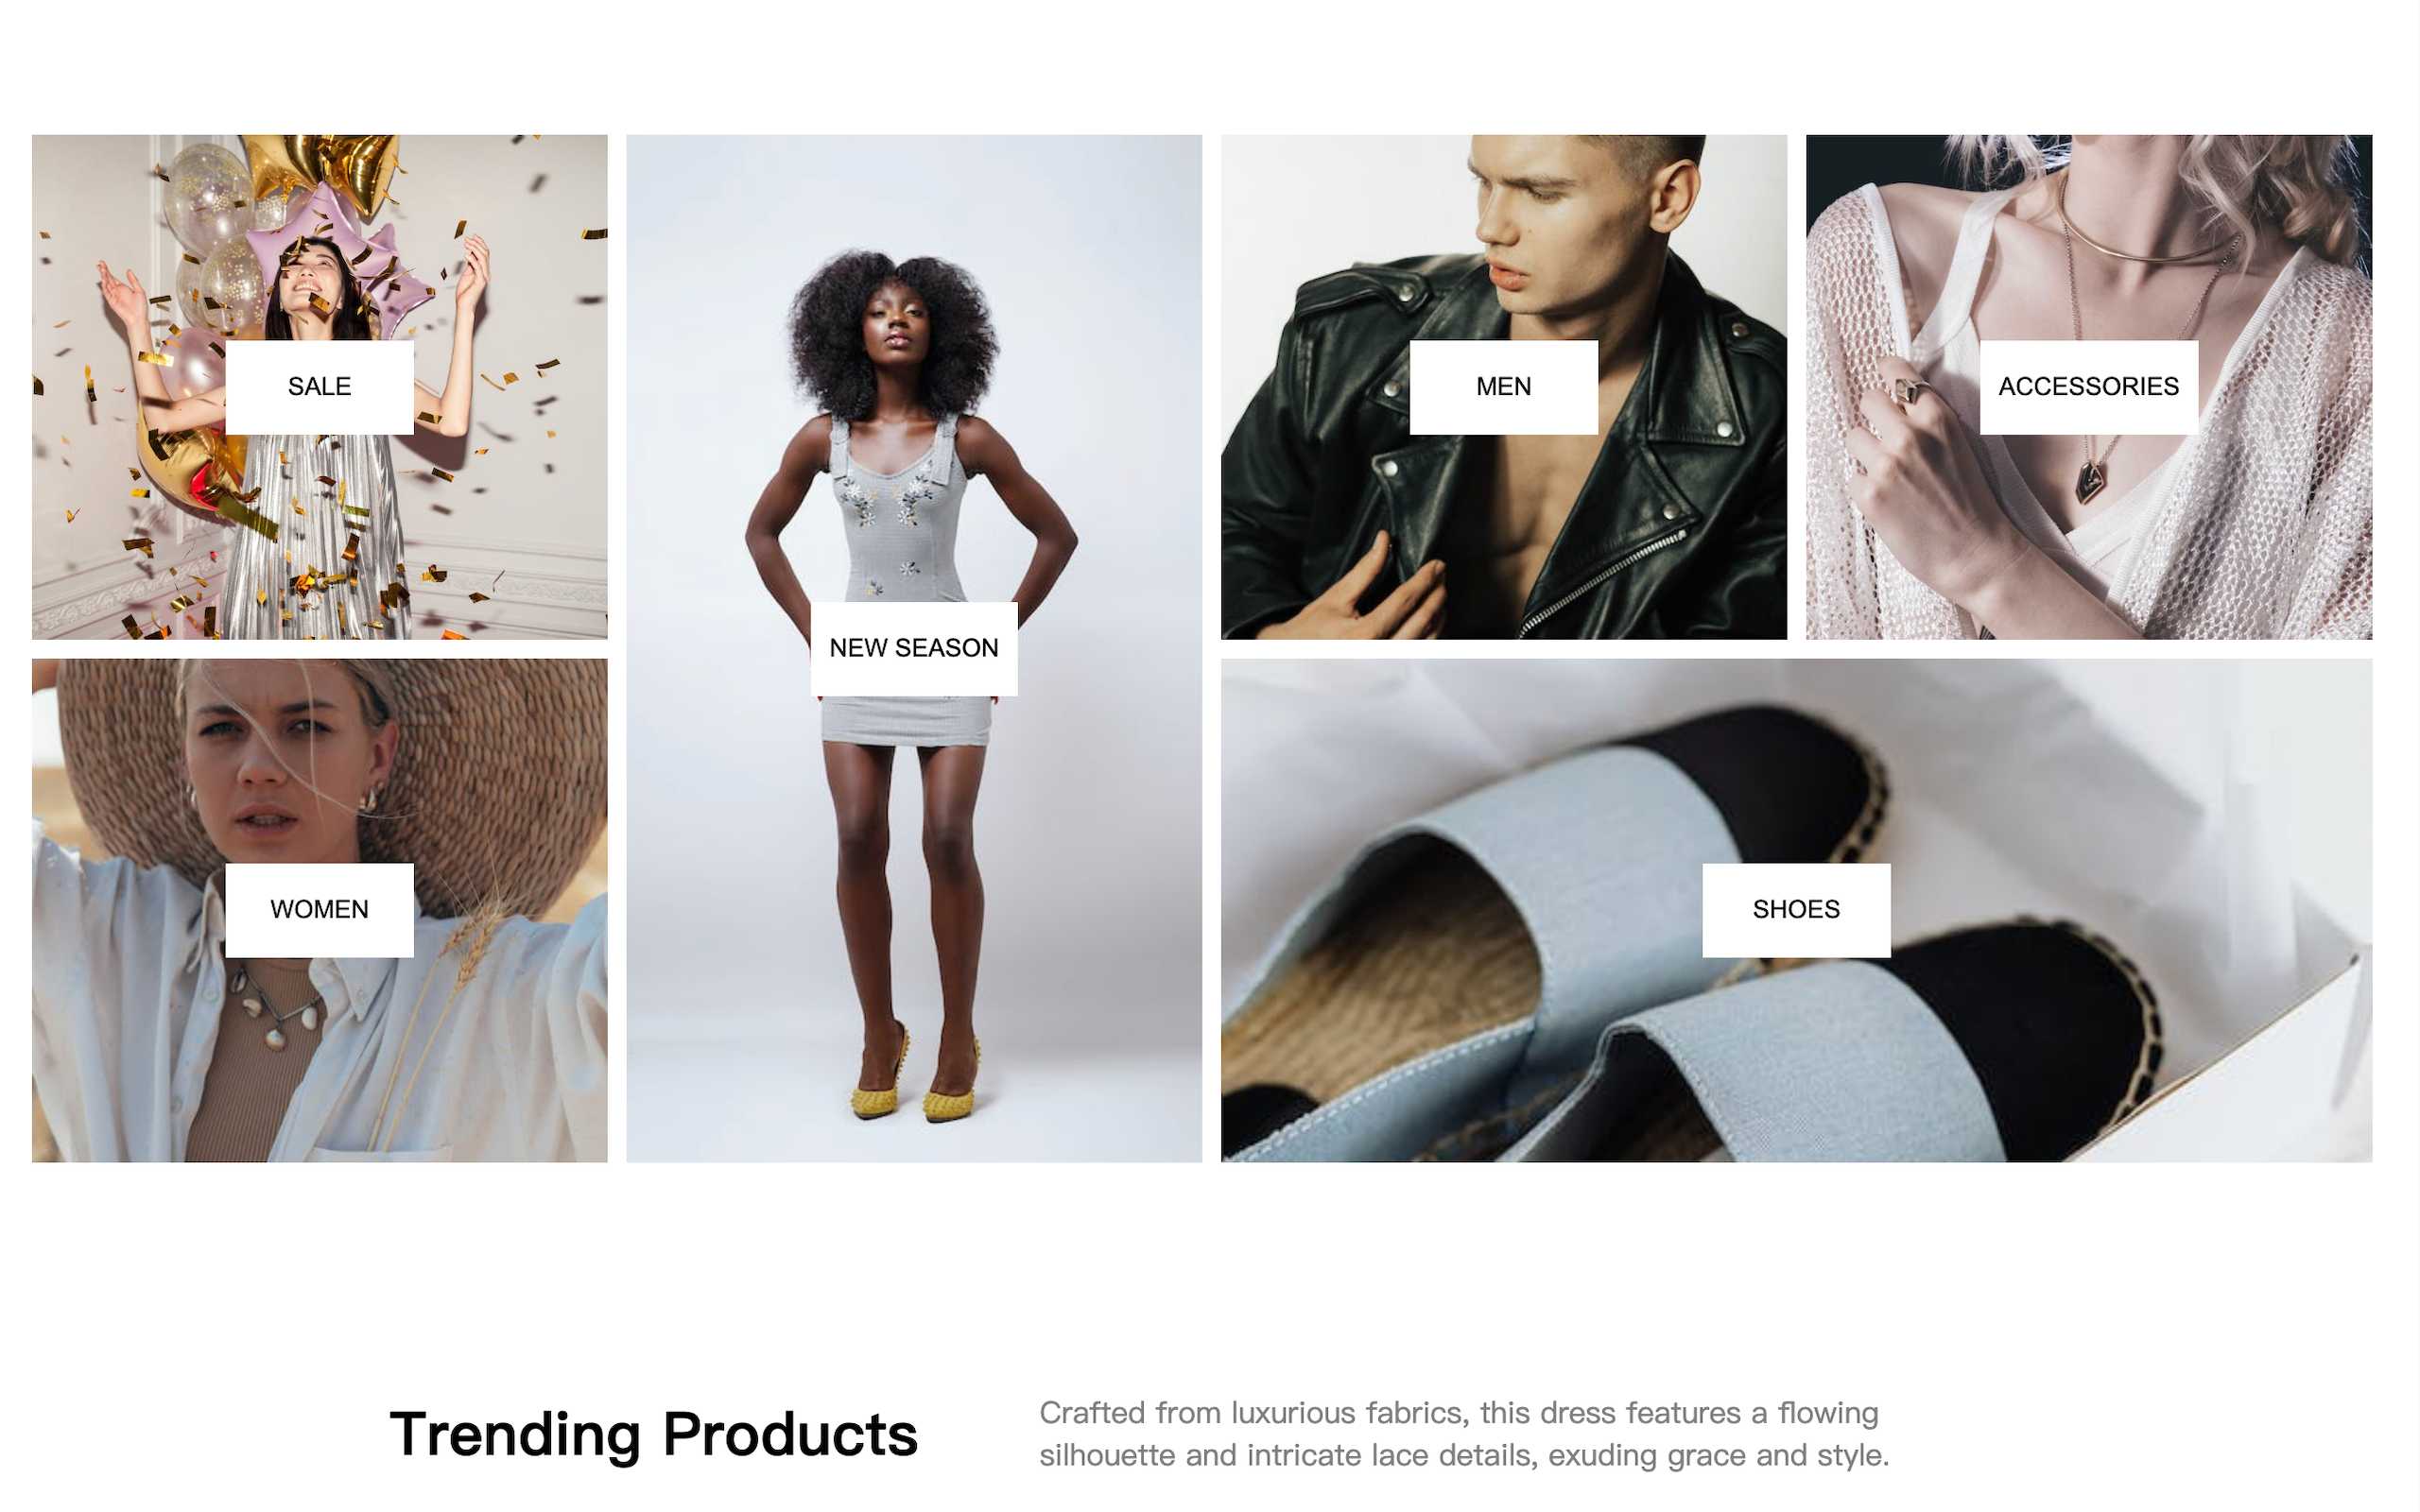 SALE
NEW SEASON
MEN
ACCESSORIES
WOMEN
SHOES
Trending Products
Crafted from luxurious fabrics, this dress features a flowing
silhouette and intricate lace details, exuding grace and style.